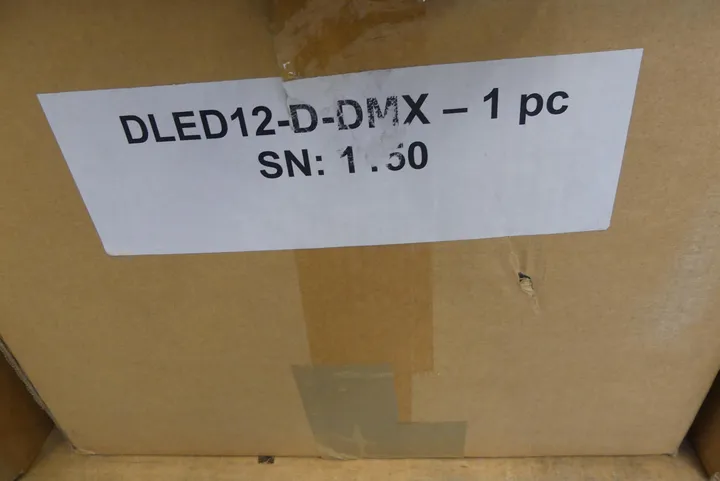 DLED12-D-DMX – 1 pc
SN: